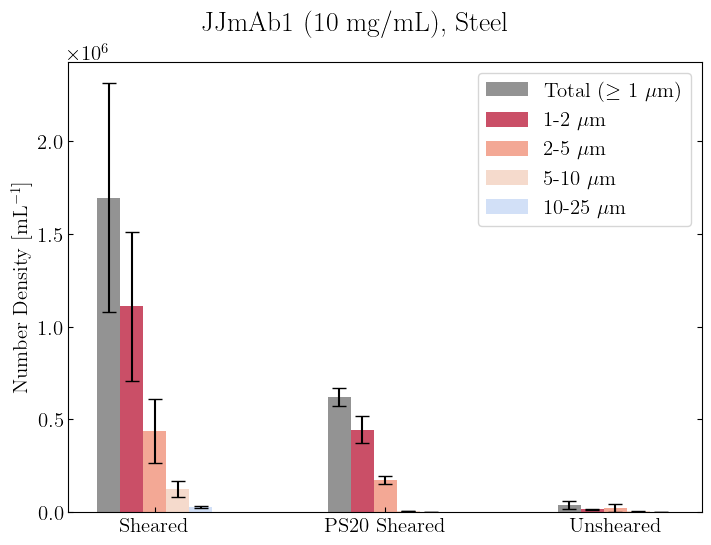 JJmAb1 (10 mg/mL), Steel
×10⁶
Total (≥ 1 μm)
1-2 μm
2-5 μm
5-10 μm
10-25 μm
Number Density [mL⁻¹]
2.0
1.5
1.0
0.5
0.0
Sheared
PS20 Sheared
Unsheared